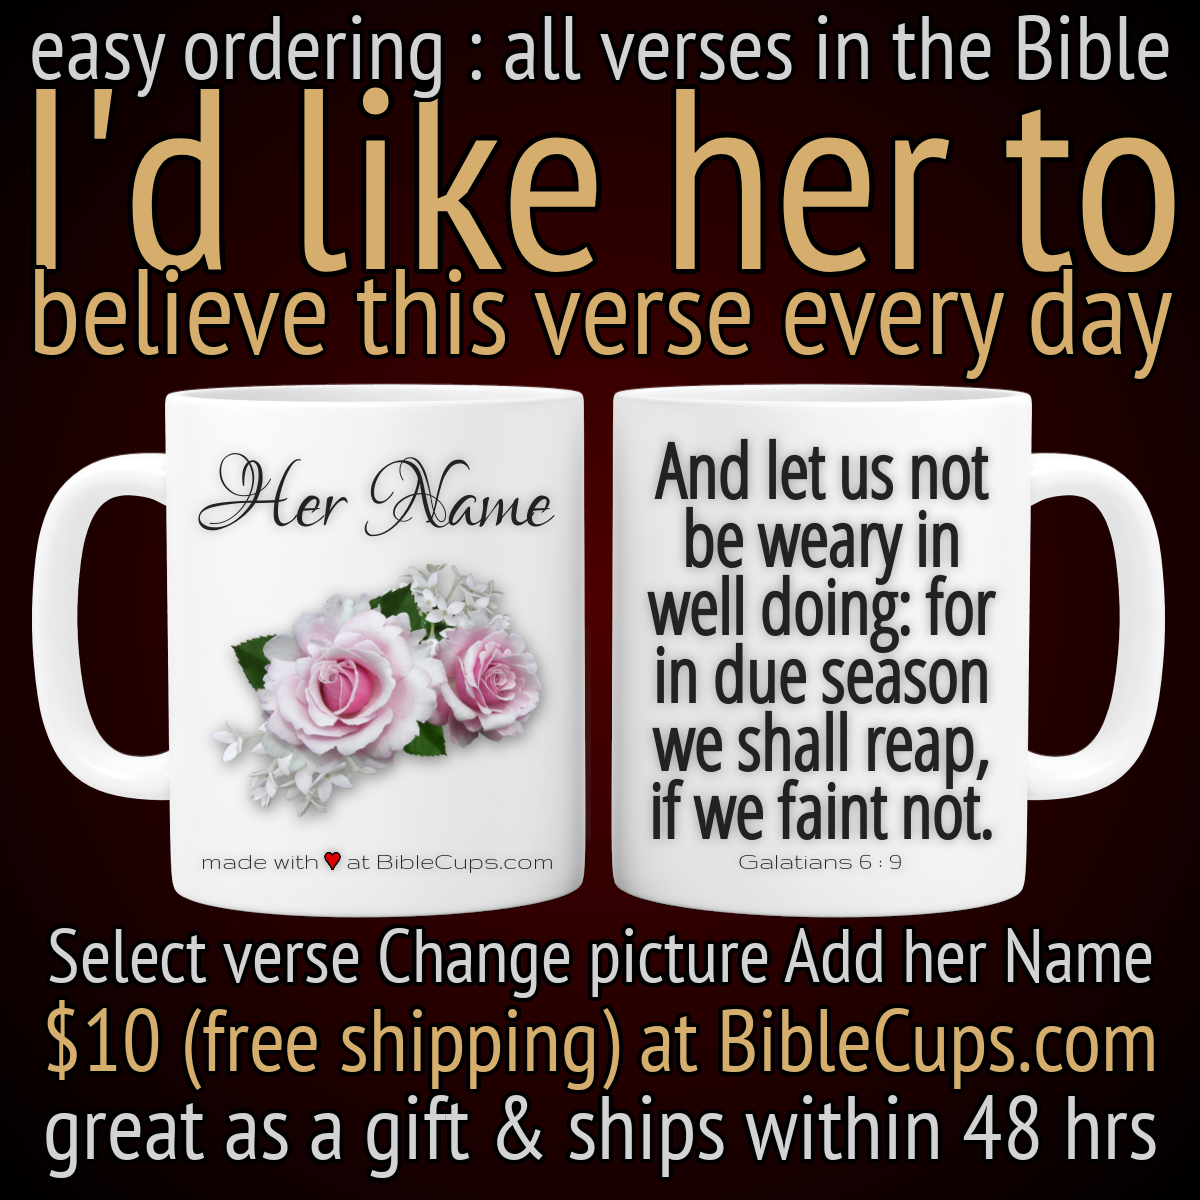 easy ordering : all verses in the Bible
I'd like her to
believe this verse every day
Her Name
made with ♥ at BibleCups.com
And let us not
be weary in
well doing: for
in due season
we shall reap,
if we faint not.
Galatians 6 : 9
Select verse Change picture Add her Name
$10 (free shipping) at BibleCups.com
great as a gift & ships within 48 hrs